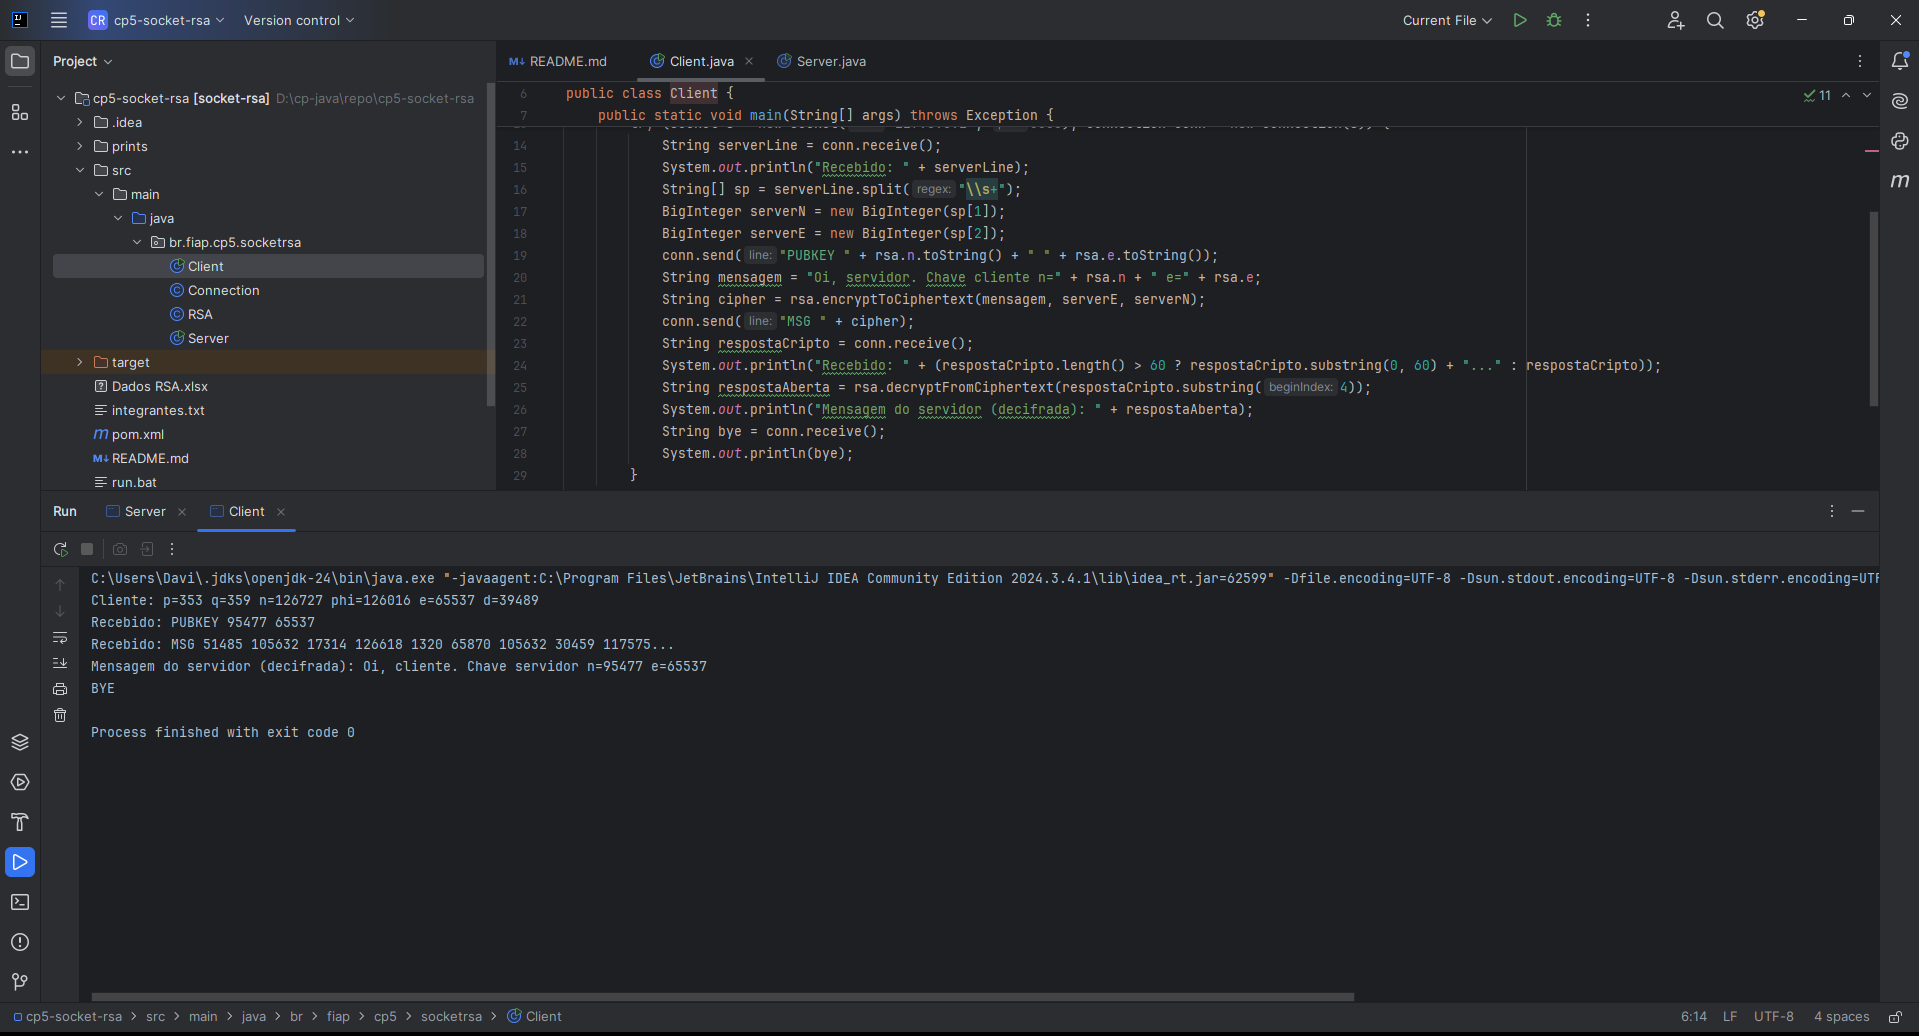 CR cp5-socket-rsa Version control Current File
Project
cp5-socket-rsa [socket-rsa] D:\cp-java\repo\cp5-socket-rsa
.idea
prints
src
main
java
br.fiap.cp5.socketrsa
Client
Connection
RSA
Server
target
Dados RSA.xlsx
integrantes.txt
pom.xml
README.md
run.bat
README.md Client.java Server.java
11
6 public class Client {
7 public static void main(String[] args) throws Exception {
14 String serverLine = conn.receive();
15 System.out.println("Recebido: " + serverLine);
16 String[] sp = serverLine.split( regex: "\\s+");
17 BigInteger serverN = new BigInteger(sp[1]);
18 BigInteger serverE = new BigInteger(sp[2]);
19 conn.send( line: "PUBKEY " + rsa.n.toString() + " " + rsa.e.toString());
20 String mensagem = "Oi, servidor. Chave cliente n=" + rsa.n + " e=" + rsa.e;
21 String cipher = rsa.encryptToCiphertext(mensagem, serverE, serverN);
22 conn.send( line: "MSG " + cipher);
23 String respostaCripto = conn.receive();
24 System.out.println("Recebido: " + (respostaCripto.length() > 60 ? respostaCripto.substring(0, 60) + "..." : respostaCripto));
25 String respostaAberta = rsa.decryptFromCiphertext(respostaCripto.substring( beginIndex: 4));
26 System.out.println("Mensagem do servidor (decifrada): " + respostaAberta);
27 String bye = conn.receive();
28 System.out.println(bye);
29 }
Run Server Client
C:\Users\Davi\.jdks\openjdk-24\bin\java.exe "-javaagent:C:\Program Files\JetBrains\IntelliJ IDEA Community Edition 2024.3.4.1\lib\idea_rt.jar=62599" -Dfile.encoding=UTF-8 -Dsun.stdout.encoding=UTF-8 -Dsun.stderr.encoding=UTF
Cliente: p=353 q=359 n=126727 phi=126016 e=65537 d=39489
Recebido: PUBKEY 95477 65537
Recebido: MSG 51485 105632 17314 126618 1320 65870 105632 30459 117575...
Mensagem do servidor (decifrada): Oi, cliente. Chave servidor n=95477 e=65537
BYE
Process finished with exit code 0
cp5-socket-rsa > src > main > java > br > fiap > cp5 > socketrsa > Client 6:14 LF UTF-8 4 spaces